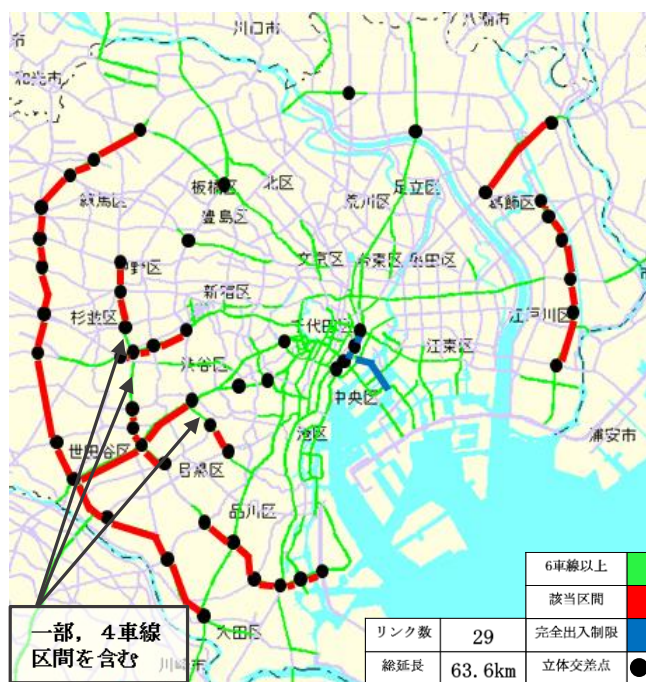 川口市
八潮市
和光市
市
板橋区
北区
足立区
練馬区
荒川区
葛飾区
豊島区
文京区
台東区
墨田区
中野区
新宿区
杉並区
千代田区
江戸川区
江東区
渋谷区
中央区
港区
浦安市
世田谷区
目黒区
品川区
大田区
川崎市
一部，４車線
区間を含む
6車線以上
該当区間
リンク数 29 完全出入制限
総延長 63.6km 立体交差点